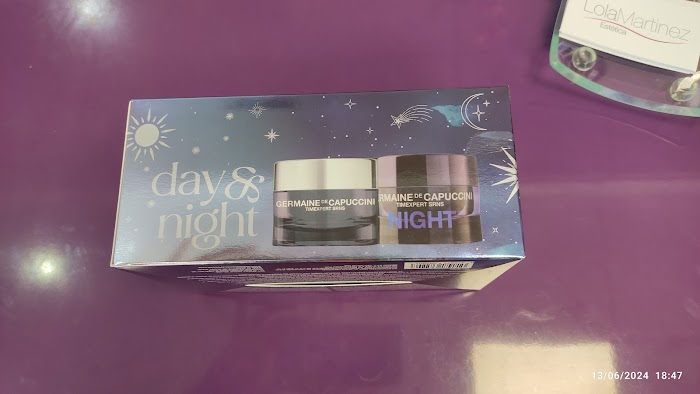 LolaMartinez
Estética
day &
night
GERMAINE DE CAPUCCINI
TIMEXPERT SRNS
RMAINE DE CAPUCCINI
TIMEXPERT SRNS
NIGHT
13/06/2024 18:47